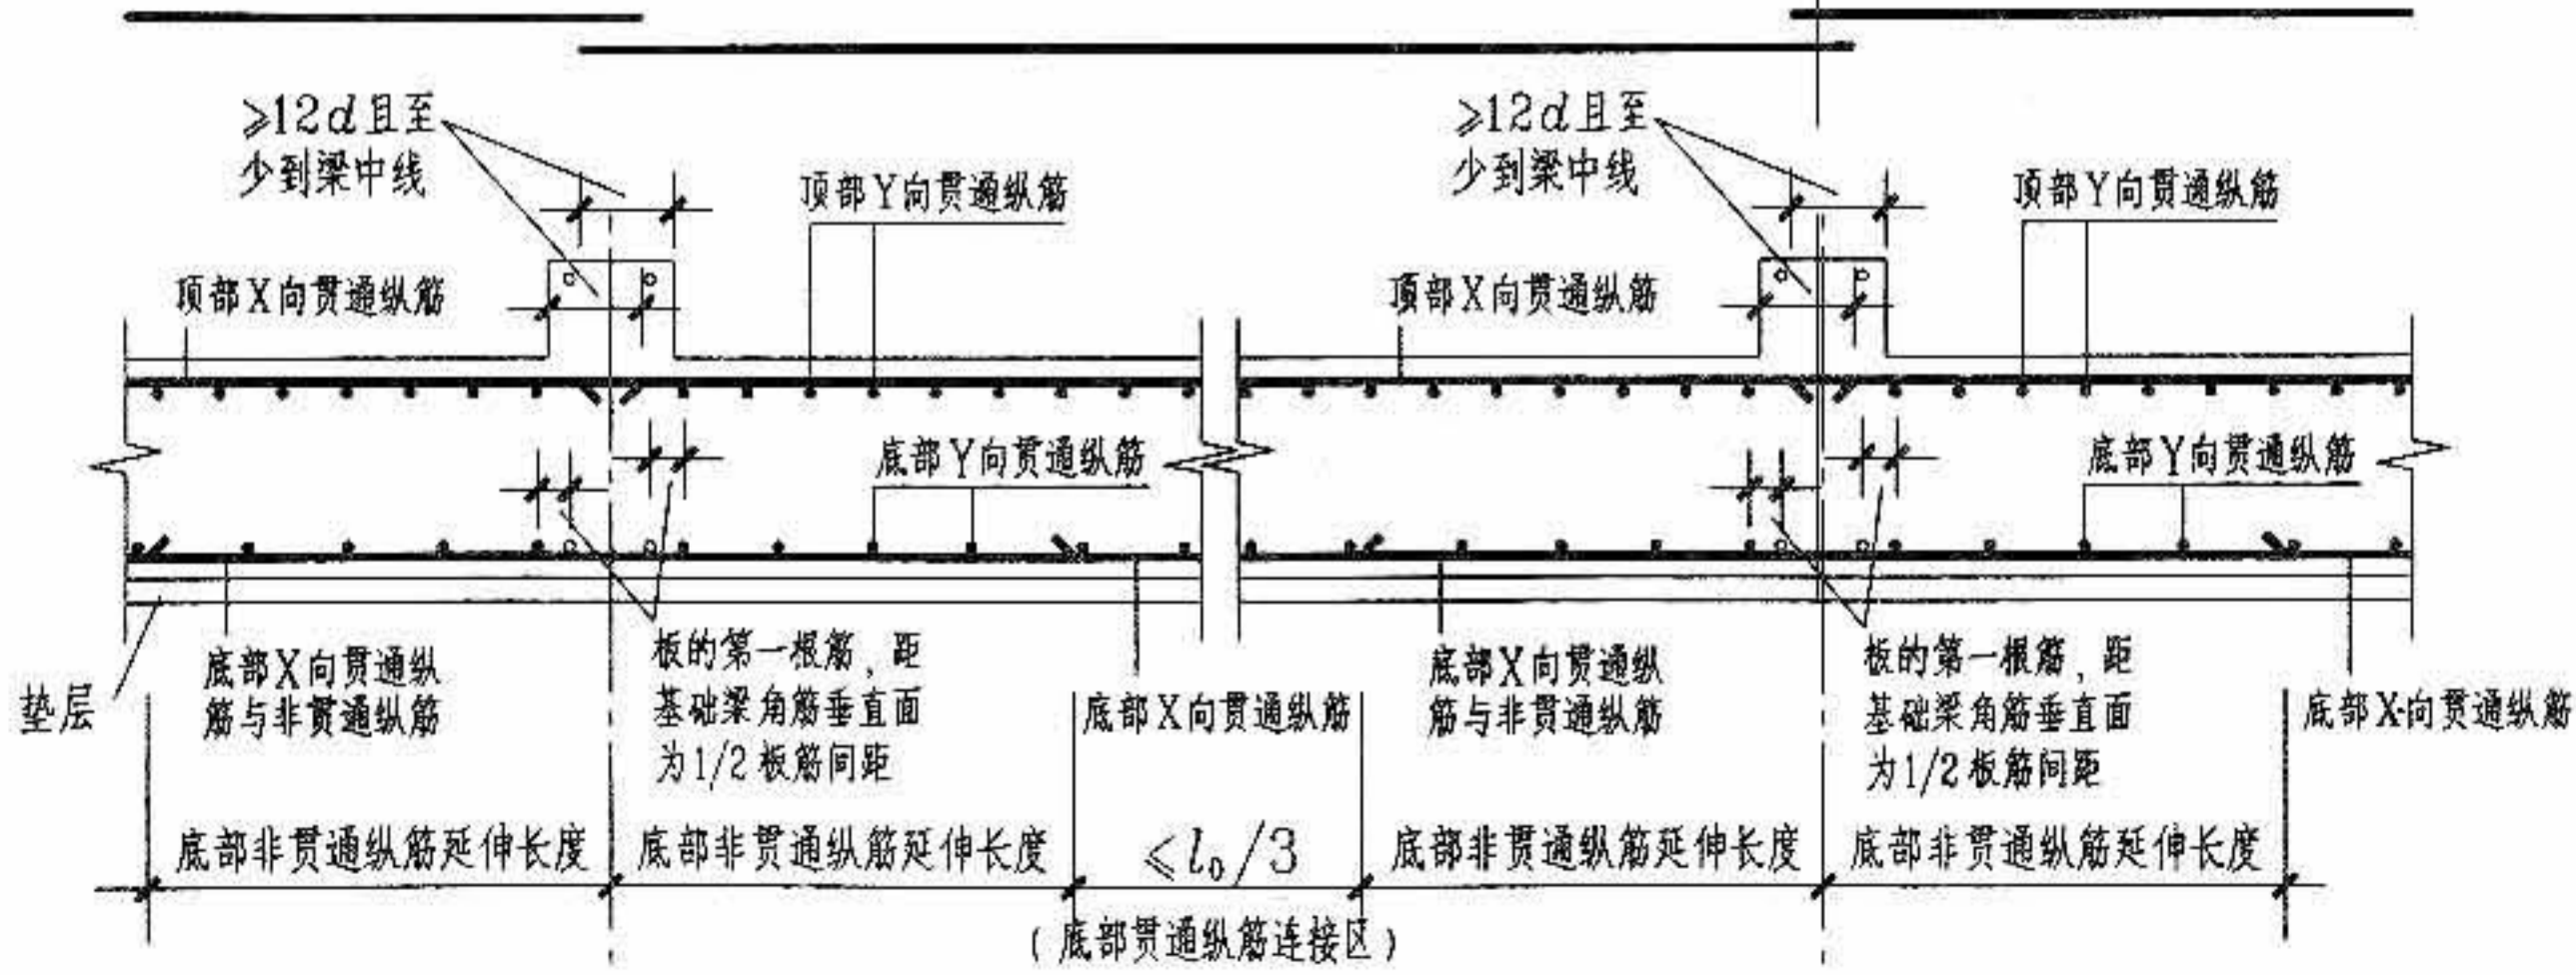 ≥12d且至
少到梁中线
≥12d且至
少到梁中线
顶部Y向贯通纵筋
顶部Y向贯通纵筋
顶部X向贯通纵筋
顶部X向贯通纵筋
底部Y向贯通纵筋
底部Y向贯通纵筋
垫层
底部X向贯通纵
筋与非贯通纵筋
板的第一根筋，距
基础梁角筋垂直面
为1/2板筋间距
底部X向贯通纵筋
底部X向贯通纵
筋与非贯通纵筋
板的第一根筋，距
基础梁角筋垂直面
为1/2板筋间距
底部X向贯通纵筋
底部非贯通纵筋延伸长度
底部非贯通纵筋延伸长度
≤l₀/3
底部非贯通纵筋延伸长度
底部非贯通纵筋延伸长度
(底部贯通纵筋连接区)